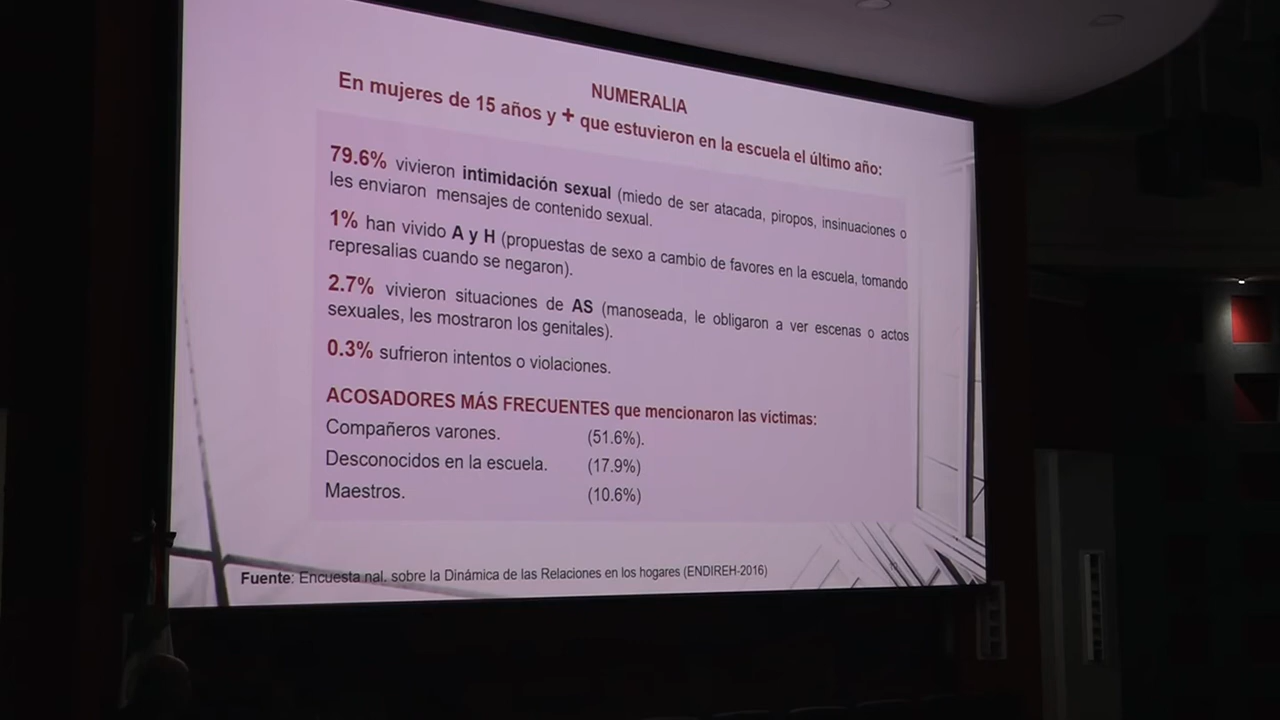 NUMERALIA
En mujeres de 15 años y + que estuvieron en la escuela el último año:
79.6% vivieron intimidación sexual (miedo de ser atacada, piropos, insinuaciones o
les enviaron mensajes de contenido sexual.
1% han vivido A y H (propuestas de sexo a cambio de favores en la escuela, tomando
represalias cuando se negaron).
2.7% vivieron situaciones de AS (manoseada, le obligaron a ver escenas o actos
sexuales, les mostraron los genitales).
0.3% sufrieron intentos o violaciones.
ACOSADORES MÁS FRECUENTES que mencionaron las víctimas:
Compañeros varones. (51.6%).
Desconocidos en la escuela. (17.9%)
Maestros. (10.6%)
Fuente: Encuesta nal. sobre la Dinámica de las Relaciones en los hogares (ENDIREH-2016)